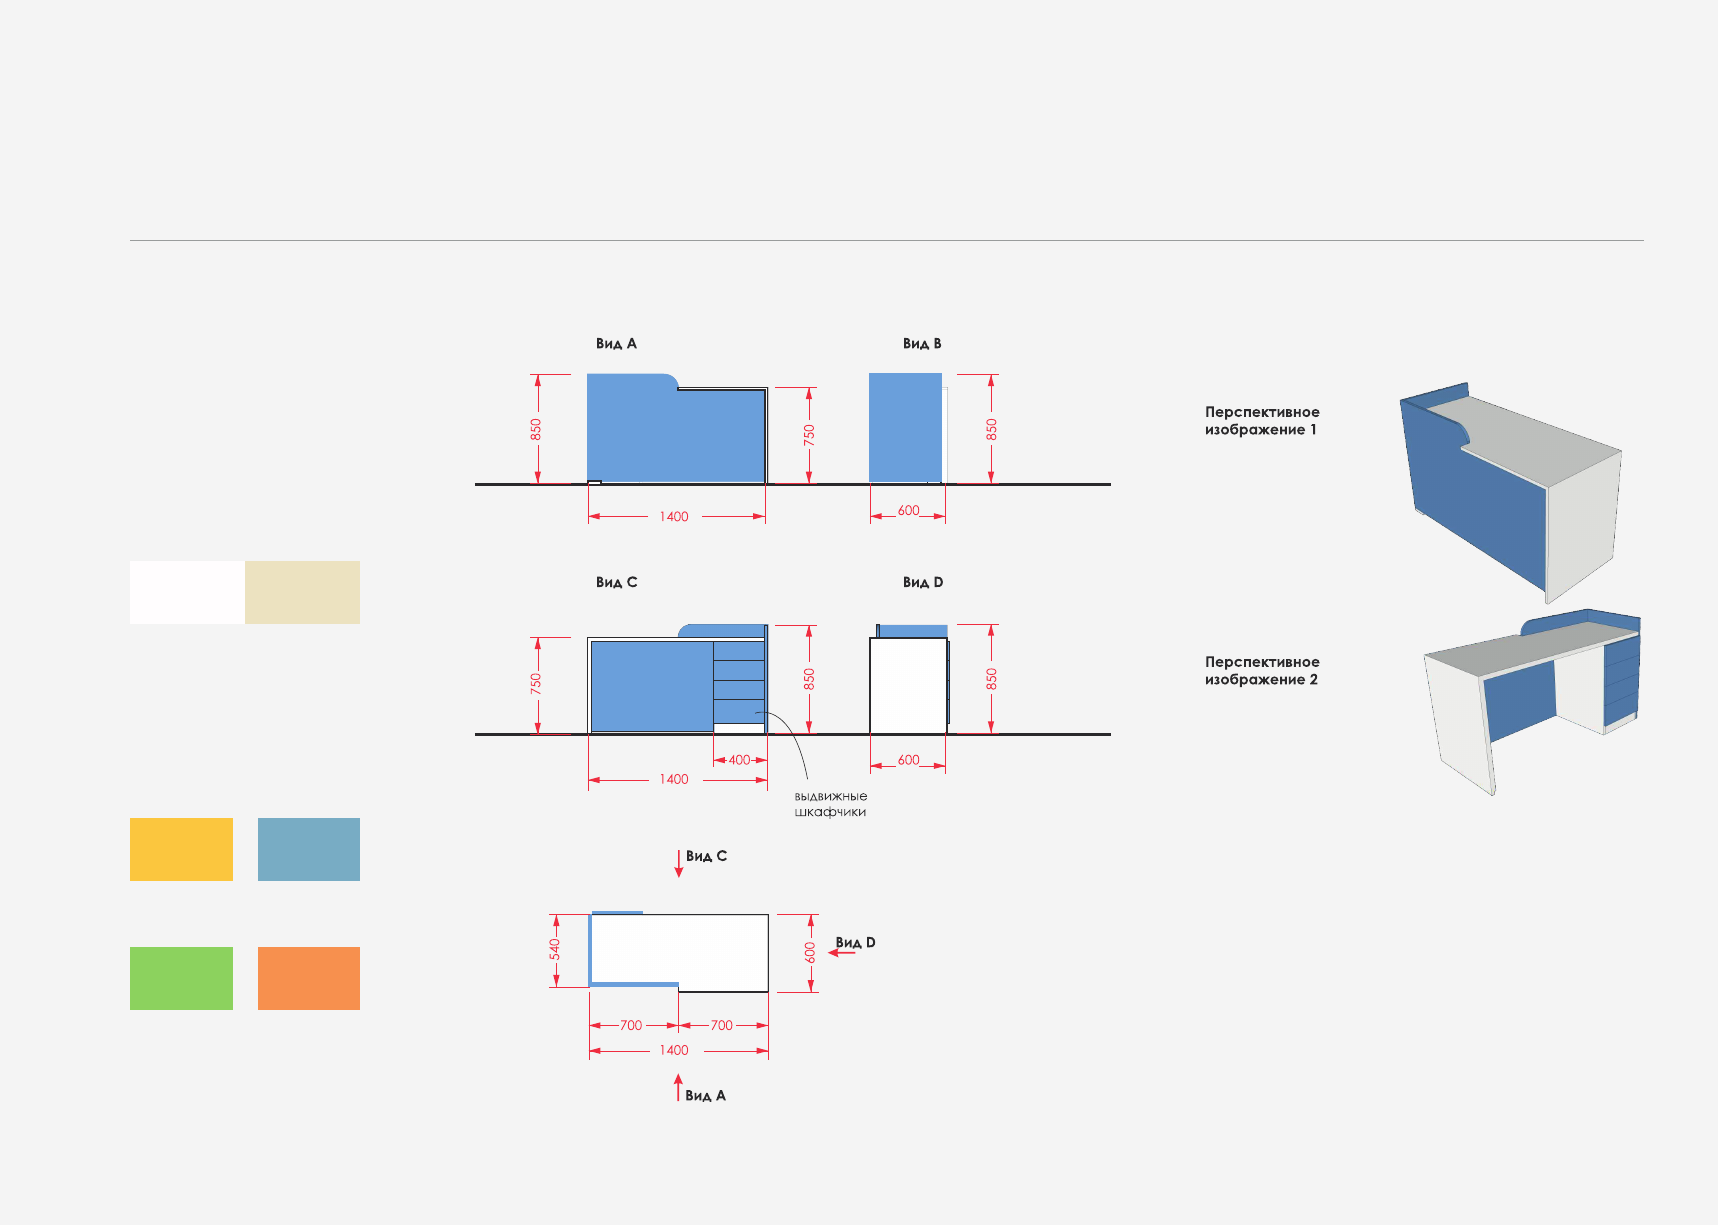 Вид A
Вид B
850
750
850
1400
600
Перспективное
изображение 1
Вид C
Вид D
750
850
850
400
1400
600
выдвижные
шкафчики
Перспективное
изображение 2
Вид C
540
600
Вид D
700
700
1400
Вид A